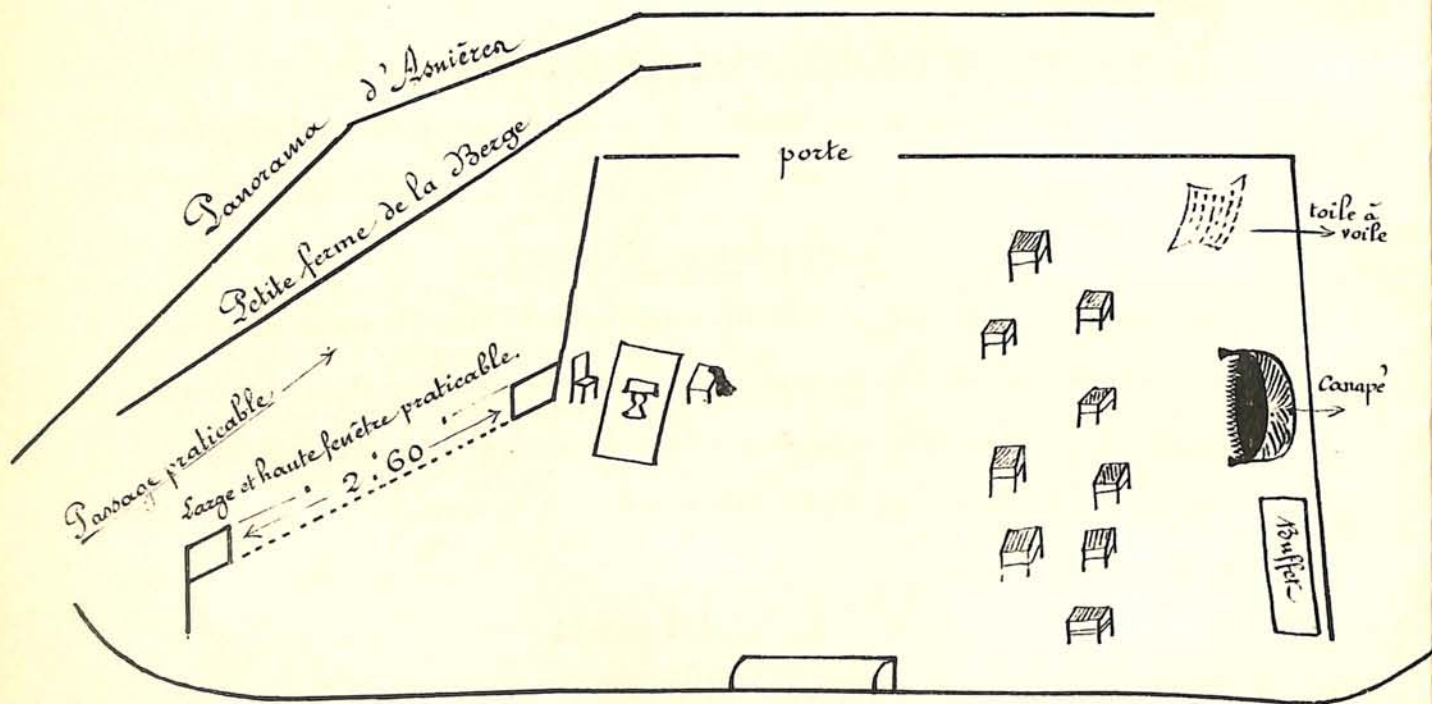 Panorama d'Asnières
Petite ferme de la Berge
porte
toile à
voile
Passage praticable
Large et haute fenêtre praticable.
2.60
Canapé
Buffet